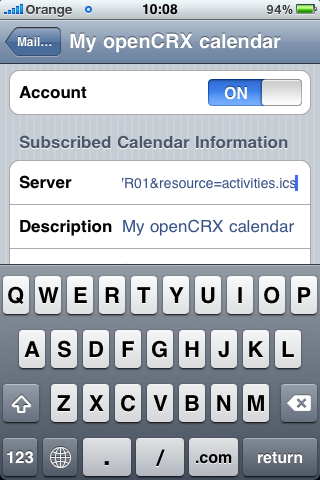 Orange 10:08 94%
Mail... My openCRX calendar
Account ON
Subscribed Calendar Information
Server 'R01&resource=activities.ics
Description My openCRX calendar
Q W E R T Y U I O P
A S D F G H J K L
Z X C V B N M
123 . / .com return